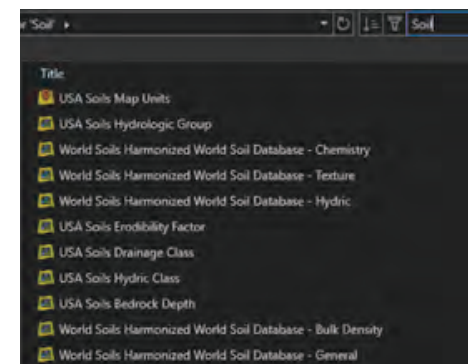 r 'Soil'
Soil
Title
USA Soils Map Units
USA Soils Hydrologic Group
World Soils Harmonized World Soil Database - Chemistry
World Soils Harmonized World Soil Database - Texture
World Soils Harmonized World Soil Database - Hydric
USA Soils Erodibility Factor
USA Soils Drainage Class
USA Soils Hydric Class
USA Soils Bedrock Depth
World Soils Harmonized World Soil Database - Bulk Density
World Soils Harmonized World Soil Database - General